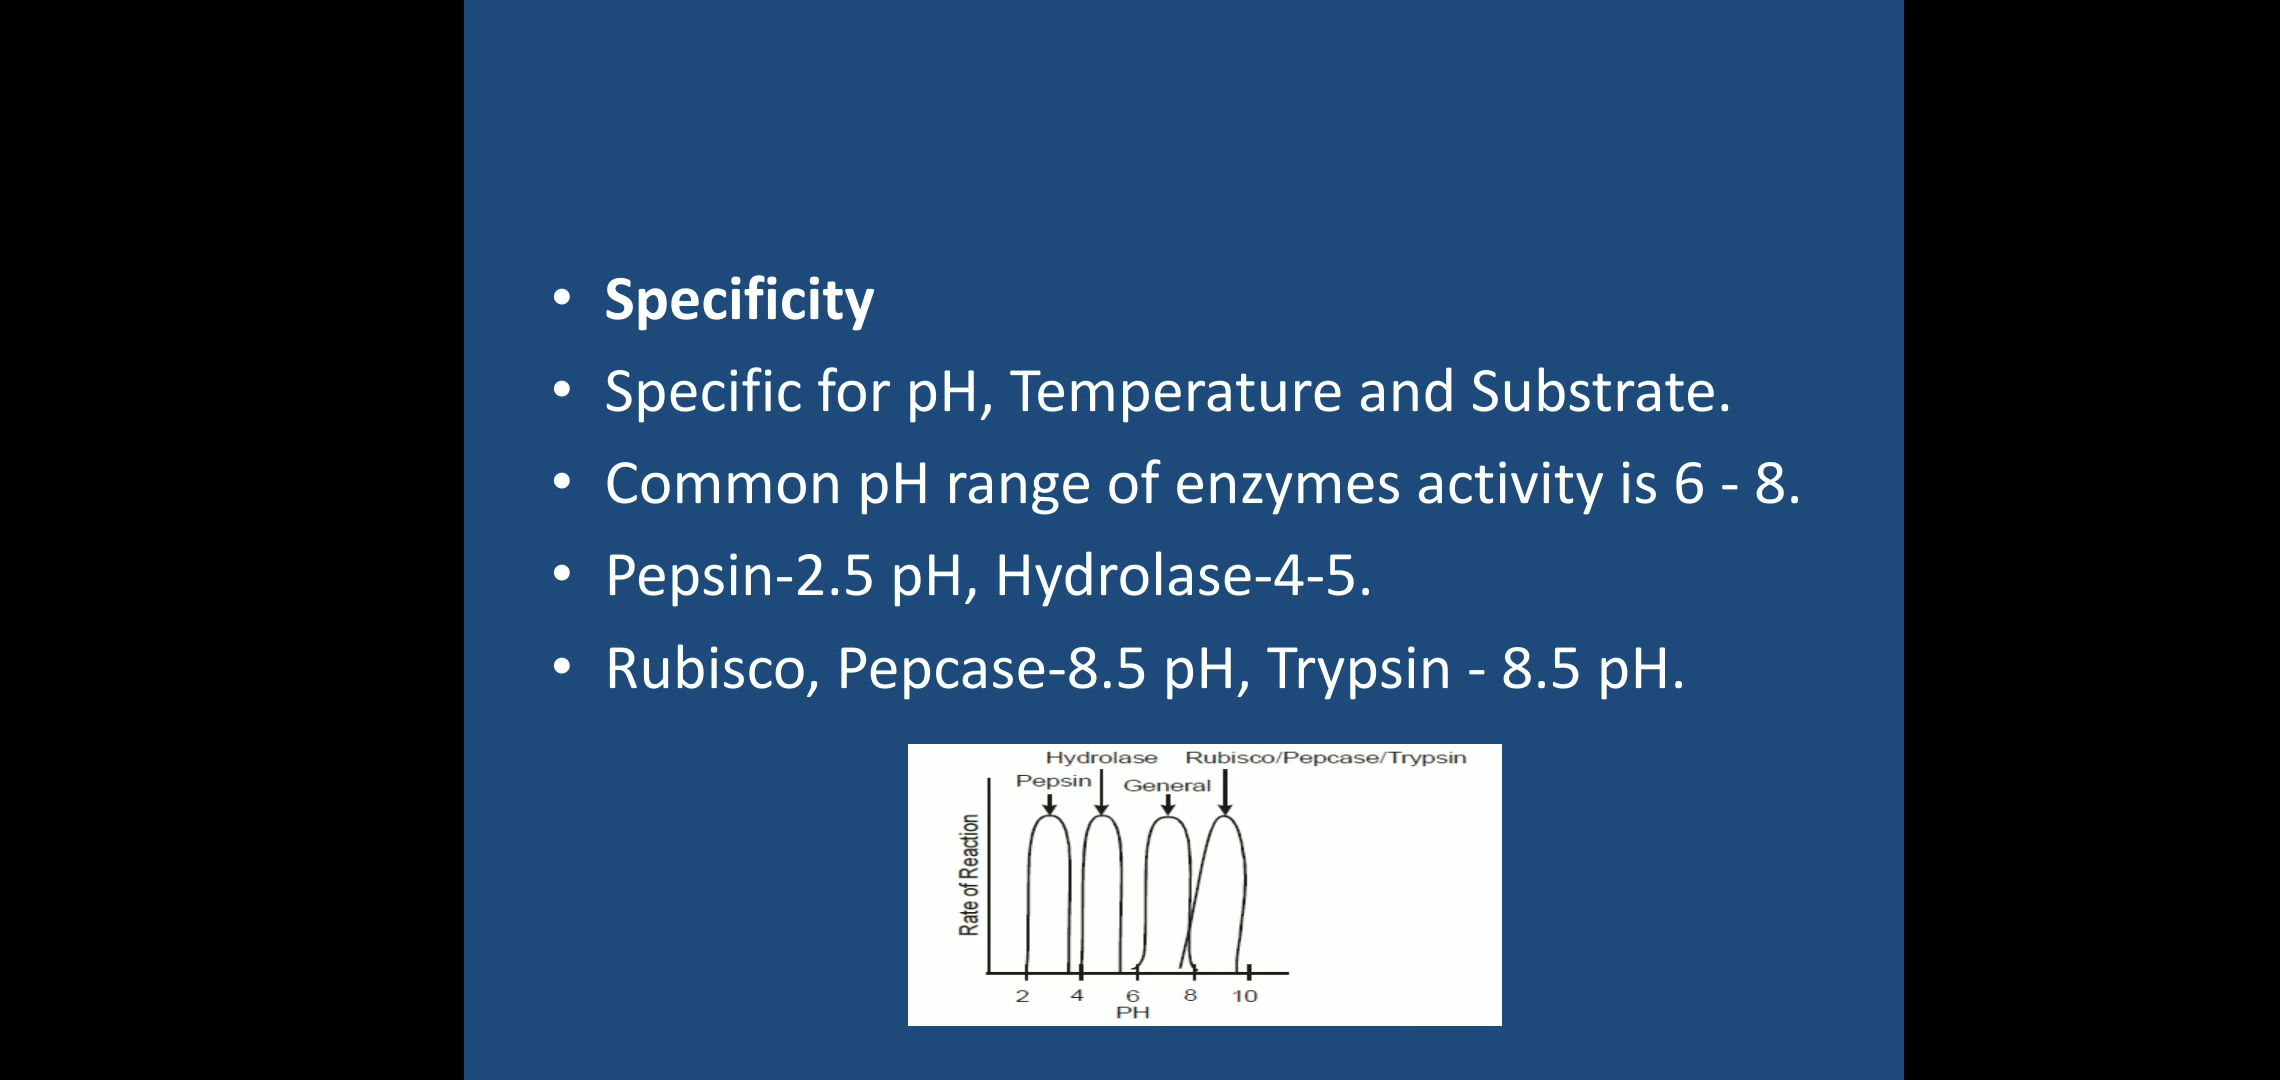 • Specificity
• Specific for pH, Temperature and Substrate.
• Common pH range of enzymes activity is 6 - 8.
• Pepsin-2.5 pH, Hydrolase-4-5.
• Rubisco, Pepcase-8.5 pH, Trypsin - 8.5 pH.
Hydrolase Rubisco/Pepcase/Trypsin
Pepsin General
Rate of Reaction
2 4 6 8 10
PH